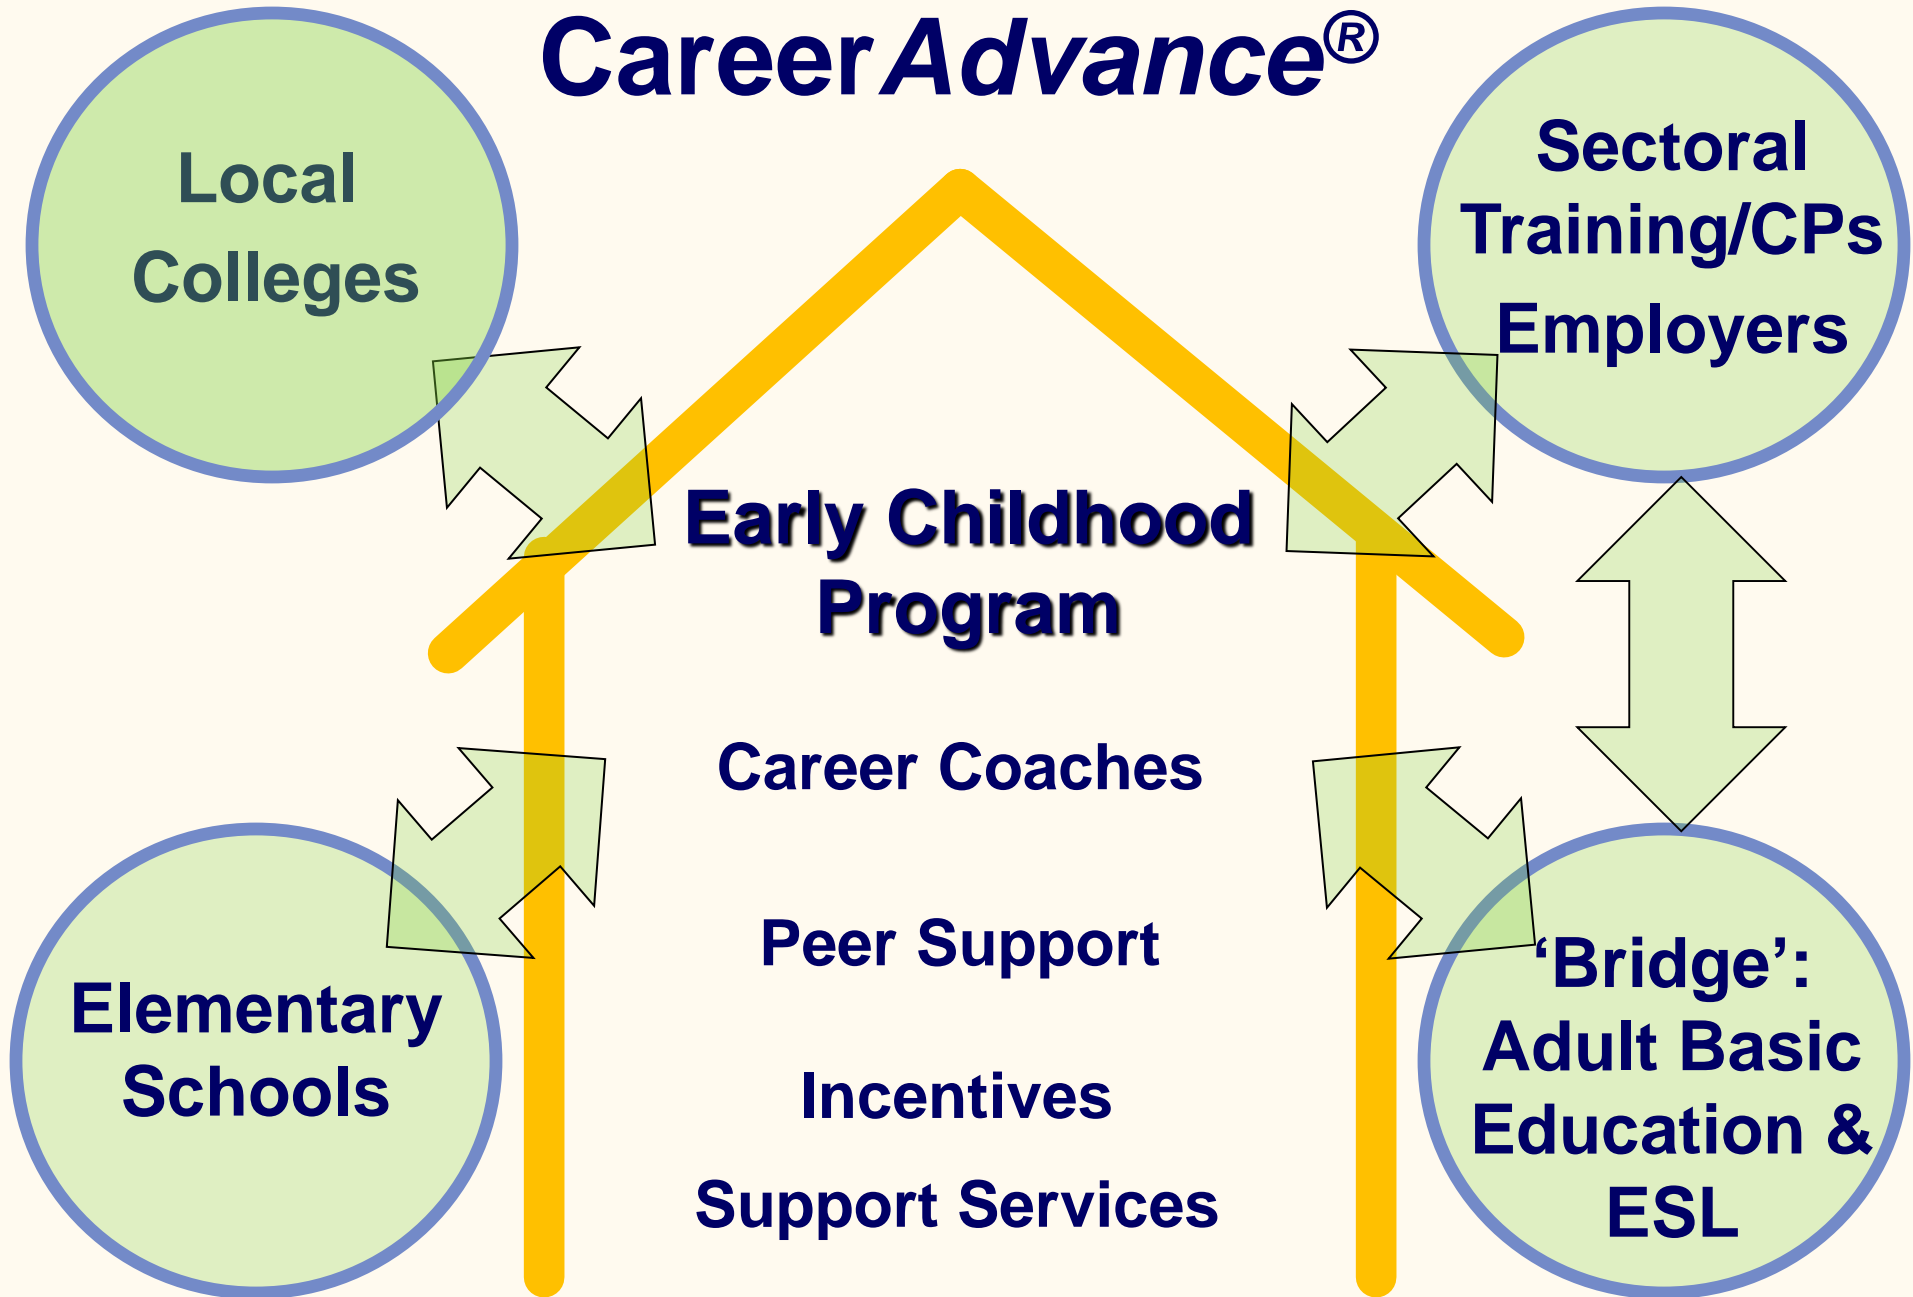 CareerAdvance®
Local
Colleges
Sectoral
Training/CPs
Employers
Early Childhood
Program
Career Coaches
Peer Support
Incentives
Support Services
Elementary
Schools
‘Bridge’:
Adult Basic
Education &
ESL